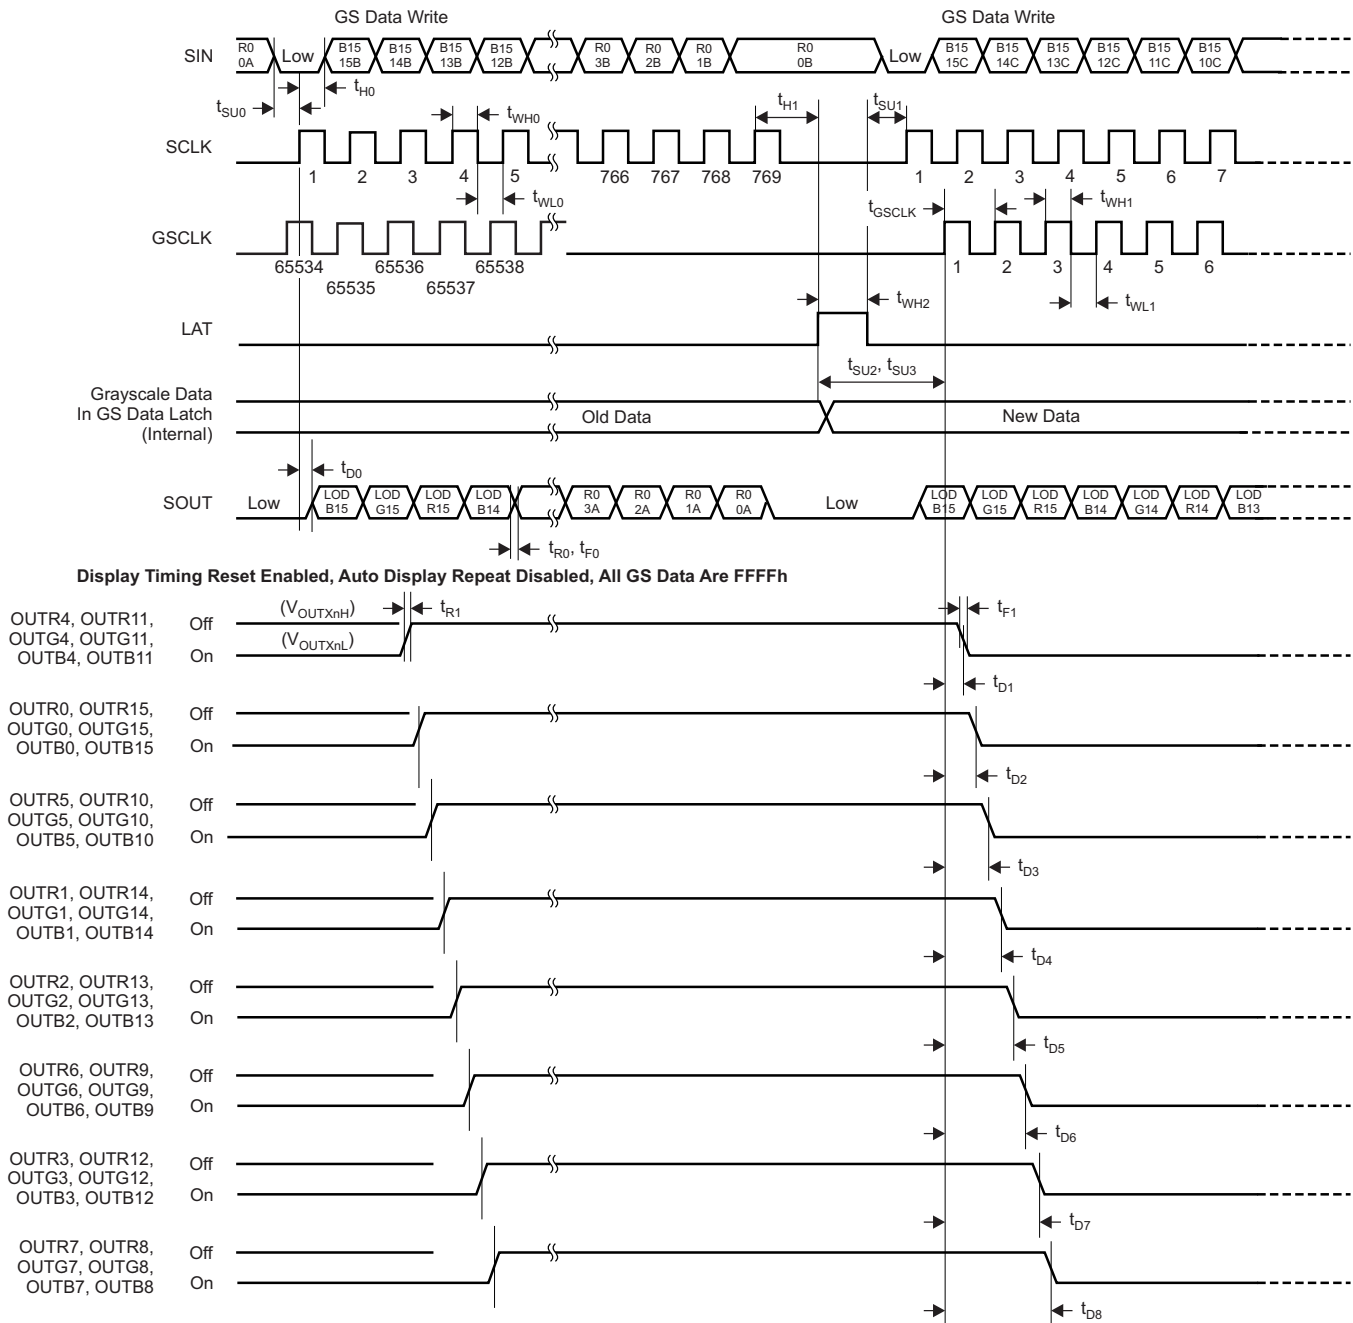 GS Data Write
GS Data Write
SIN
R0 0A
Low
B15 15B
B15 14B
B15 13B
B15 12B
R0 3B
R0 2B
R0 1B
R0 0B
Low
B15 15C
B15 14C
B15 13C
B15 12C
B15 11C
B15 10C
tSU0
tH0
tWH0
tH1
tSU1
SCLK
1 2 3 4 5 766 767 768 769 1 2 3 4 5 6 7
tWL0
tGSCLK
tWH1
GSCLK
65534 65536 65538 1 2 3 4 5 6
65535 65537
tWH2
tWL1
LAT
tSU2, tSU3
Grayscale Data
In GS Data Latch
(Internal)
Old Data
New Data
tD0
SOUT
Low
LOD B15
LOD G15
LOD R15
LOD B14
R0 3A
R0 2A
R0 1A
R0 0A
Low
LOD B15
LOD G15
LOD R15
LOD B14
LOD G14
LOD R14
LOD B13
tR0, tF0
Display Timing Reset Enabled, Auto Display Repeat Disabled, All GS Data Are FFFFh
OUTR4, OUTR11,
OUTG4, OUTG11,
OUTB4, OUTB11
Off
On
(VOUTXnH)
(VOUTXnL)
tR1
tF1
tD1
OUTR0, OUTR15,
OUTG0, OUTG15,
OUTB0, OUTB15
Off
On
tD2
OUTR5, OUTR10,
OUTG5, OUTG10,
OUTB5, OUTB10
Off
On
tD3
OUTR1, OUTR14,
OUTG1, OUTG14,
OUTB1, OUTB14
Off
On
tD4
OUTR2, OUTR13,
OUTG2, OUTG13,
OUTB2, OUTB13
Off
On
tD5
OUTR6, OUTR9,
OUTG6, OUTG9,
OUTB6, OUTB9
Off
On
tD6
OUTR3, OUTR12,
OUTG3, OUTG12,
OUTB3, OUTB12
Off
On
tD7
OUTR7, OUTR8,
OUTG7, OUTG8,
OUTB7, OUTB8
Off
On
tD8